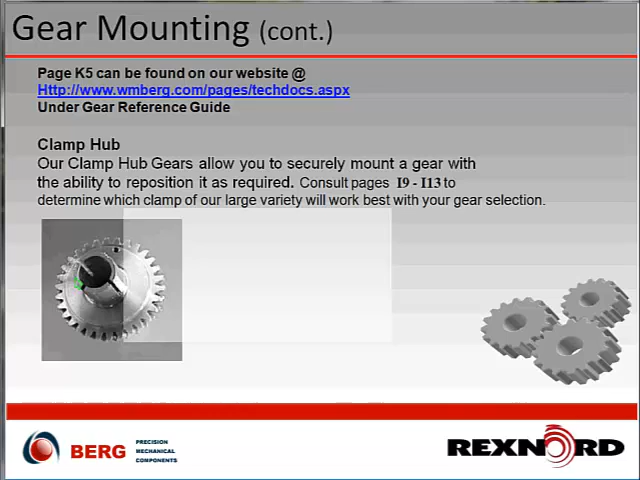 Gear Mounting (cont.)
Page K5 can be found on our website @
Http://www.wmberg.com/pages/techdocs.aspx
Under Gear Reference Guide
Clamp Hub
Our Clamp Hub Gears allow you to securely mount a gear with
the ability to reposition it as required. Consult pages I9 - I13 to
determine which clamp of our large variety will work best with your gear selection.
BERG
PRECISION
MECHANICAL
COMPONENTS
REXNORD